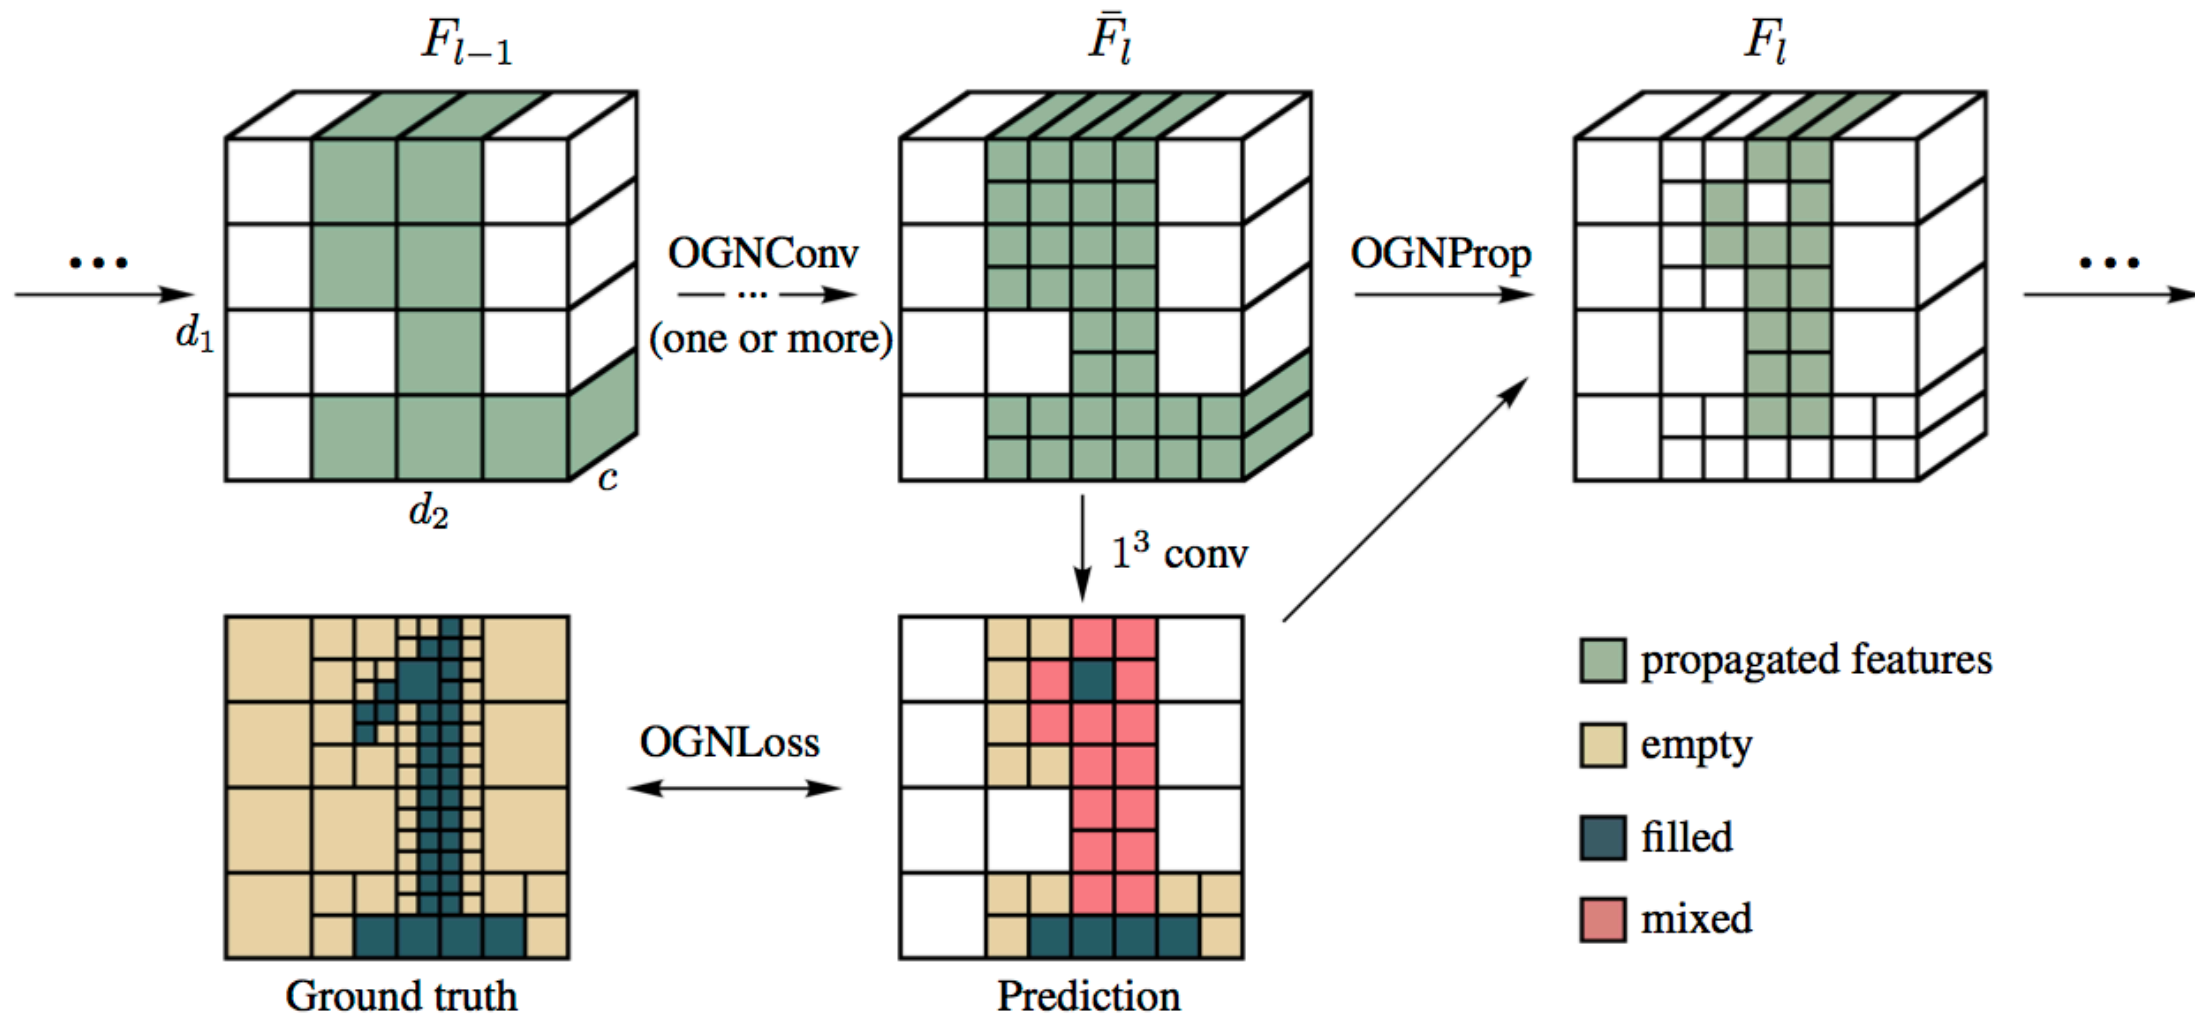 F_{l-1}
F̄_l
F_l
...
OGNConv
...
(one or more)
OGNProp
...
d_1
d_2
c
1^3 conv
OGNLoss
propagated features
empty
filled
mixed
Ground truth
Prediction